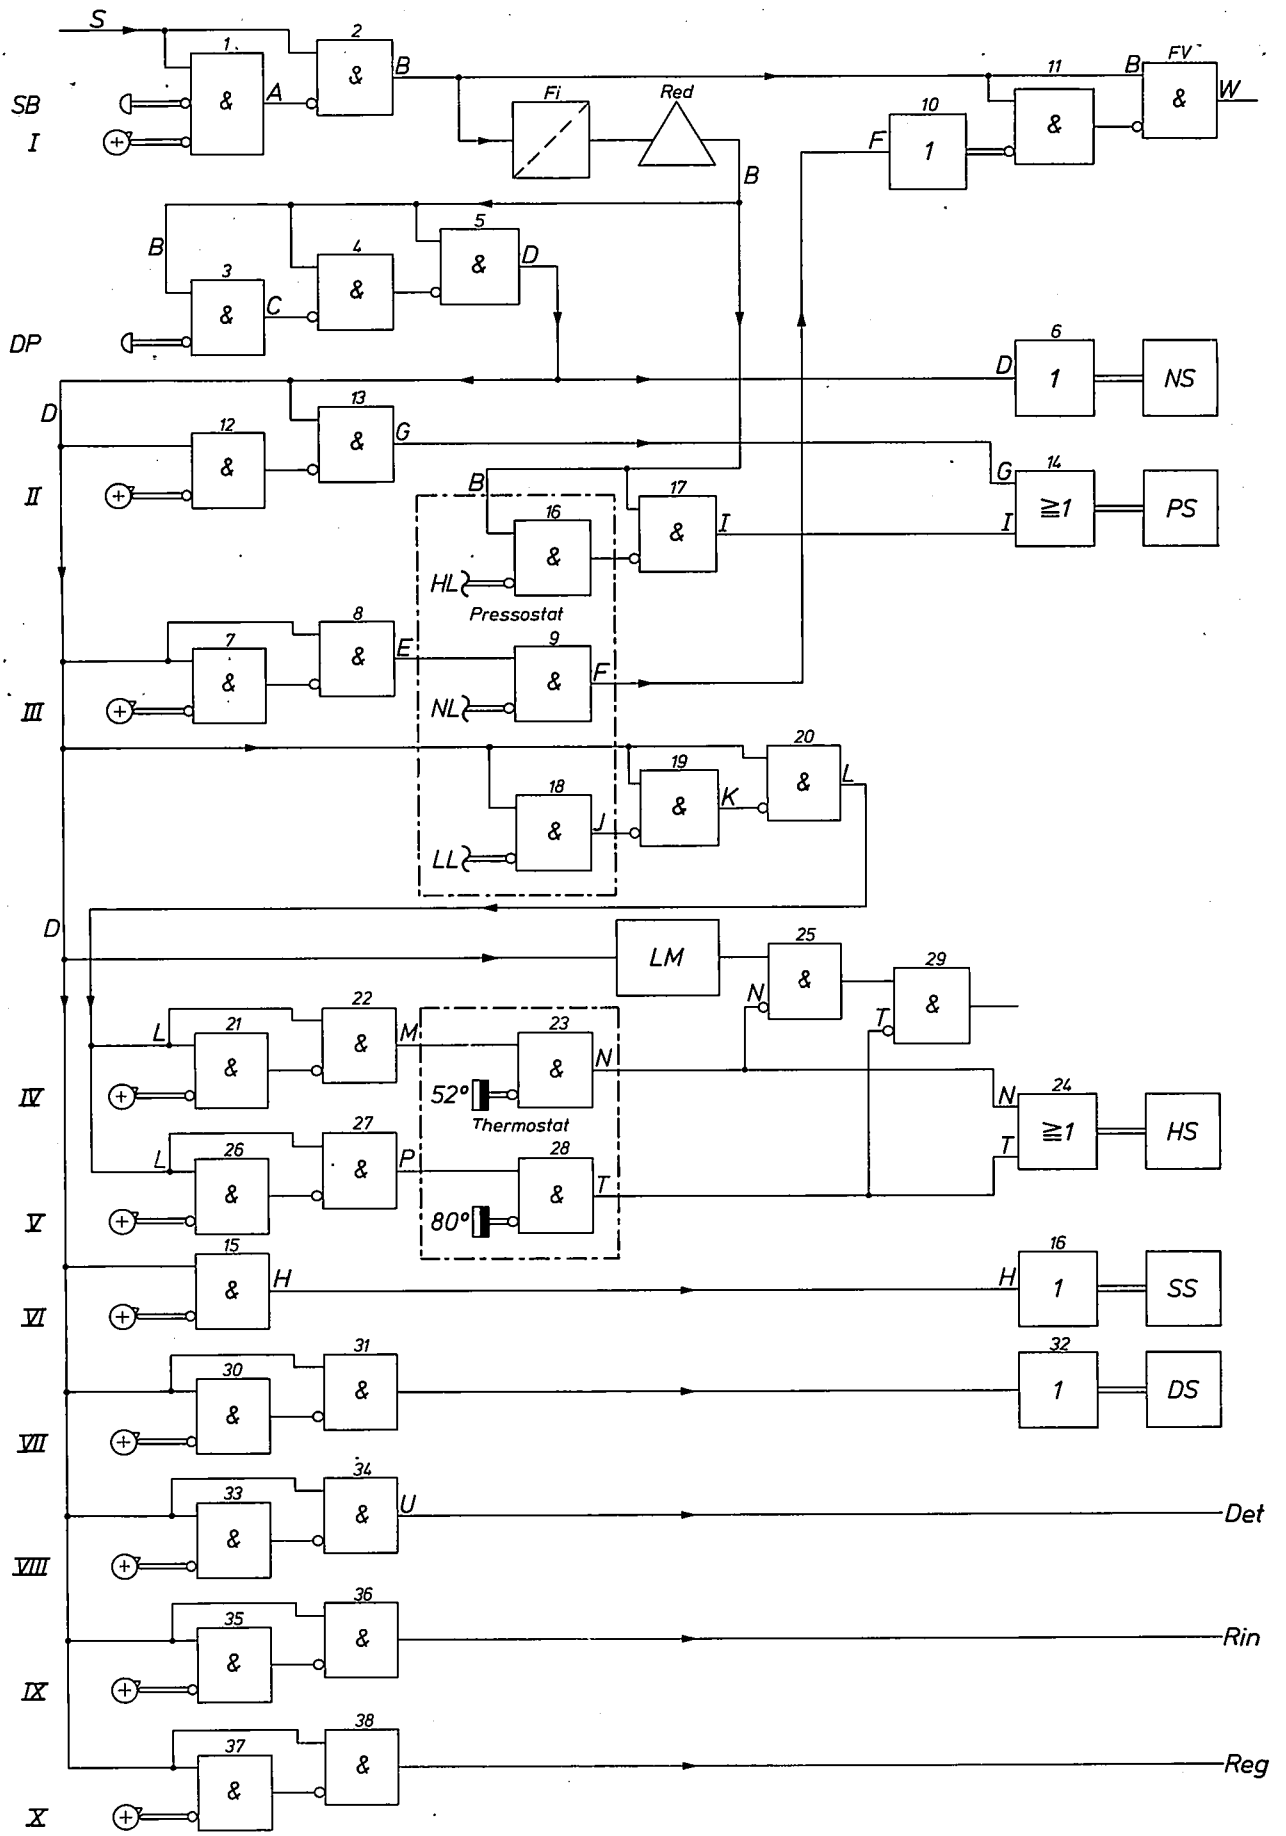 S
1
2
&
&
A
B
SB
I
Fi
Red
B
10
11
B
FV
&
W
F
1
&
B
3
4
5
&
&
&
C
D
DP
6
D
1
NS
D
12
13
&
&
G
II
14
G
I
≧1
PS
B
16
17
&
&
I
HL
Pressostat
7
8
&
&
E
9
&
F
NL
III
18
19
20
&
&
&
J
K
L
LL
D
LM
25
29
&
&
N
T
L
21
22
&
&
M
23
&
N
52°
IV
Thermostat
24
N
T
≧1
HS
L
26
27
&
&
P
28
&
T
80°
V
15
&
H
VI
16
H
1
SS
30
31
&
&
VII
32
1
DS
33
34
&
&
U
Det
VIII
35
36
&
&
Rin
IX
37
38
&
&
Reg
X